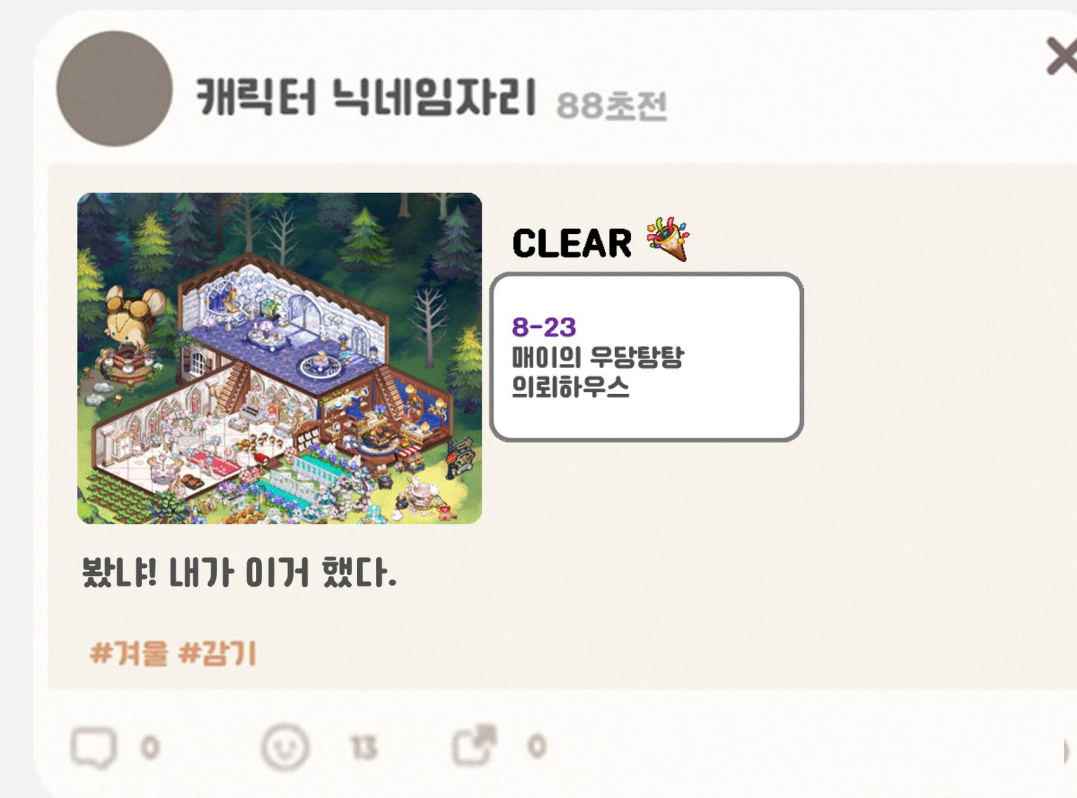 캐릭터 닉네임자리 88초전
CLEAR
8-23
매이의 우당탕탕
의뢰하우스
봤냐! 내가 이거 했다.
#겨울 #감기
0 13 0